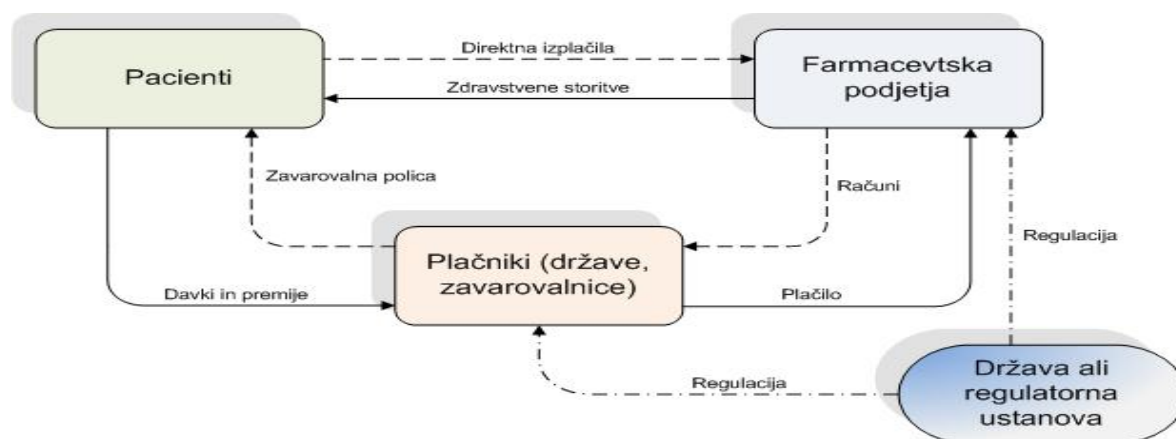 Direktna izplačila
Pacienti
Farmacevtska
podjetja
Zdravstvene storitve
Zavarovalna polica
Računi
Regulacija
Plačniki (države,
zavarovalnice)
Davki in premije
Plačilo
Država ali
regulatorna
ustanova
Regulacija